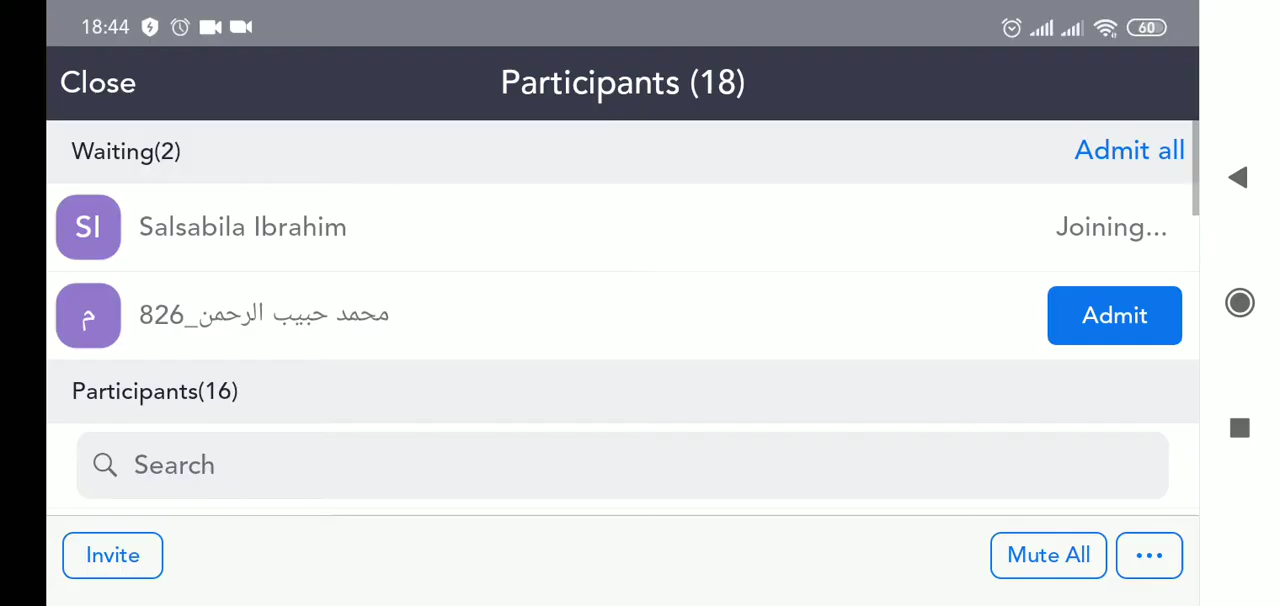 18:44
60
Close
Participants (18)
Waiting(2)
Admit all
SI
Salsabila Ibrahim
Joining...
م
محمد حبيب الرحمن_826
Admit
Participants(16)
Search
Invite
Mute All